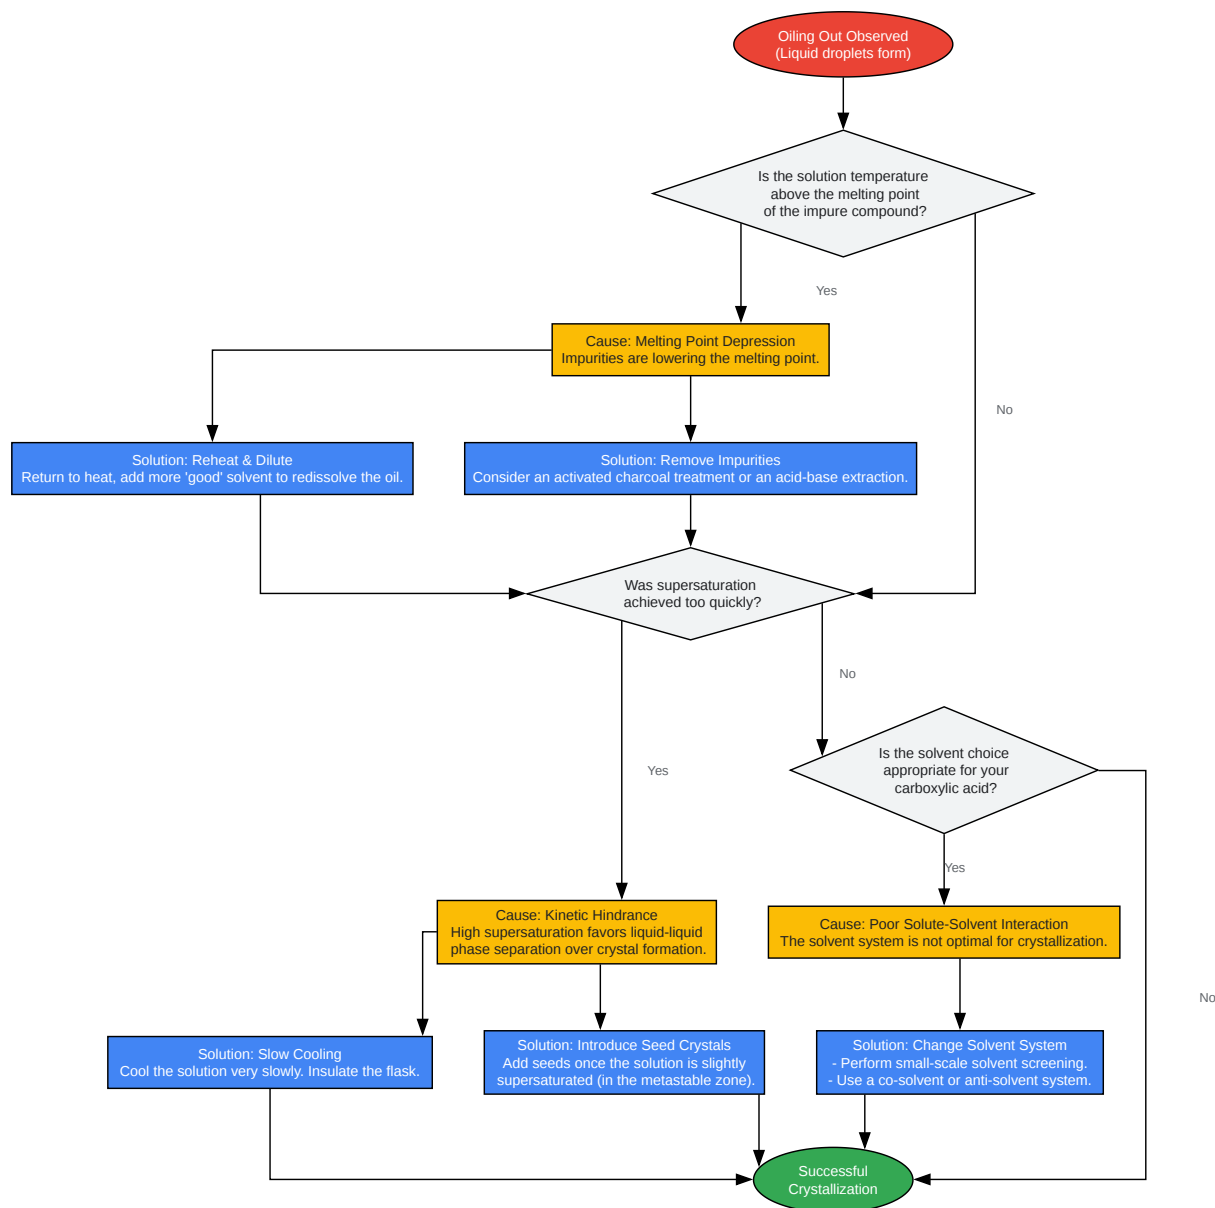 Oiling Out Observed
(Liquid droplets form)
Is the solution temperature
above the melting point
of the impure compound?
Yes
Cause: Melting Point Depression
Impurities are lowering the melting point.
No
Solution: Reheat & Dilute
Return to heat, add more 'good' solvent to redissolve the oil.
Solution: Remove Impurities
Consider an activated charcoal treatment or an acid-base extraction.
Was supersaturation
achieved too quickly?
No
Yes
Is the solvent choice
appropriate for your
carboxylic acid?
Yes
Cause: Kinetic Hindrance
High supersaturation favors liquid-liquid
phase separation over crystal formation.
Cause: Poor Solute-Solvent Interaction
The solvent system is not optimal for crystallization.
No
Solution: Slow Cooling
Cool the solution very slowly. Insulate the flask.
Solution: Introduce Seed Crystals
Add seeds once the solution is slightly
supersaturated (in the metastable zone).
Solution: Change Solvent System
- Perform small-scale solvent screening.
- Use a co-solvent or anti-solvent system.
Successful
Crystallization